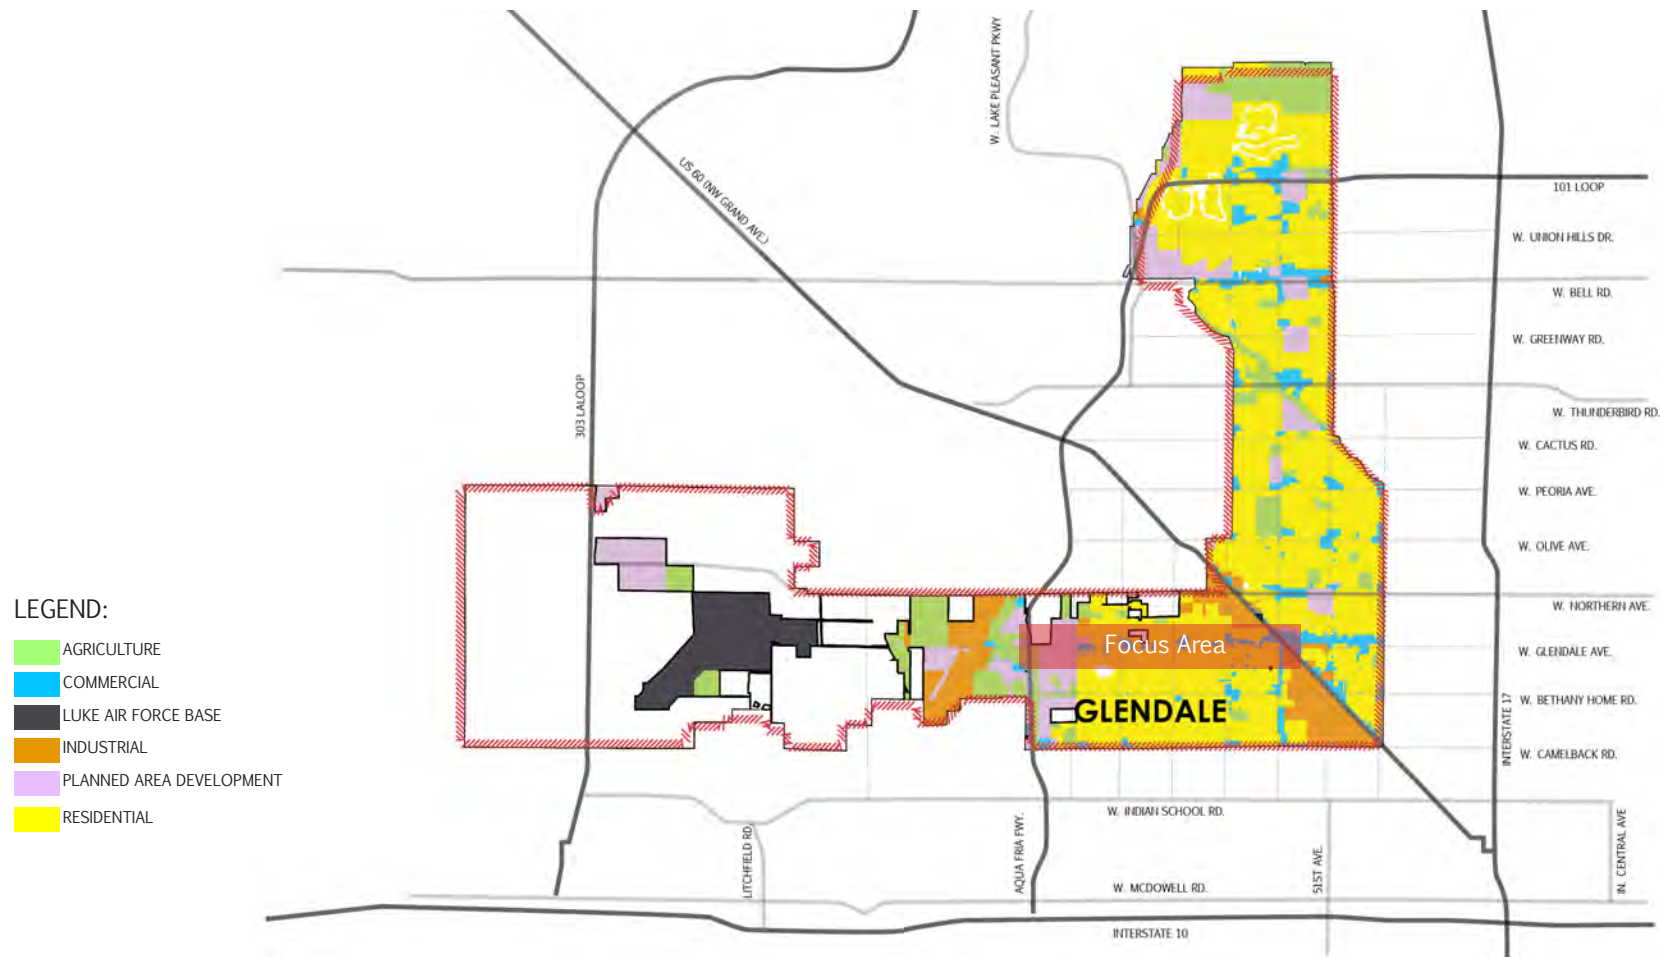 W. LAKE PLEASANT PKWY
US 60 (NW GRAND AVE.)
101 LOOP
W. UNION HILLS DR.
W. BELL RD.
W. GREENWAY RD.
303 LALOOP
W. THUNDERBIRD RD.
W. CACTUS RD.
W. PEORIA AVE.
W. OLIVE AVE.
W. NORTHERN AVE.
Focus Area
W. GLENDALE AVE.
GLENDALE
W. BETHANY HOME RD.
INTERSTATE 17
W. CAMELBACK RD.
LEGEND:
AGRICULTURE
COMMERCIAL
LUKE AIR FORCE BASE
INDUSTRIAL
PLANNED AREA DEVELOPMENT
RESIDENTIAL
W. INDIAN SCHOOL RD.
LITCHFIELD RD.
AQUA FRIA FWY.
51ST AVE.
IN. CENTRAL AVE
W. MCDOWELL RD.
INTERSTATE 10